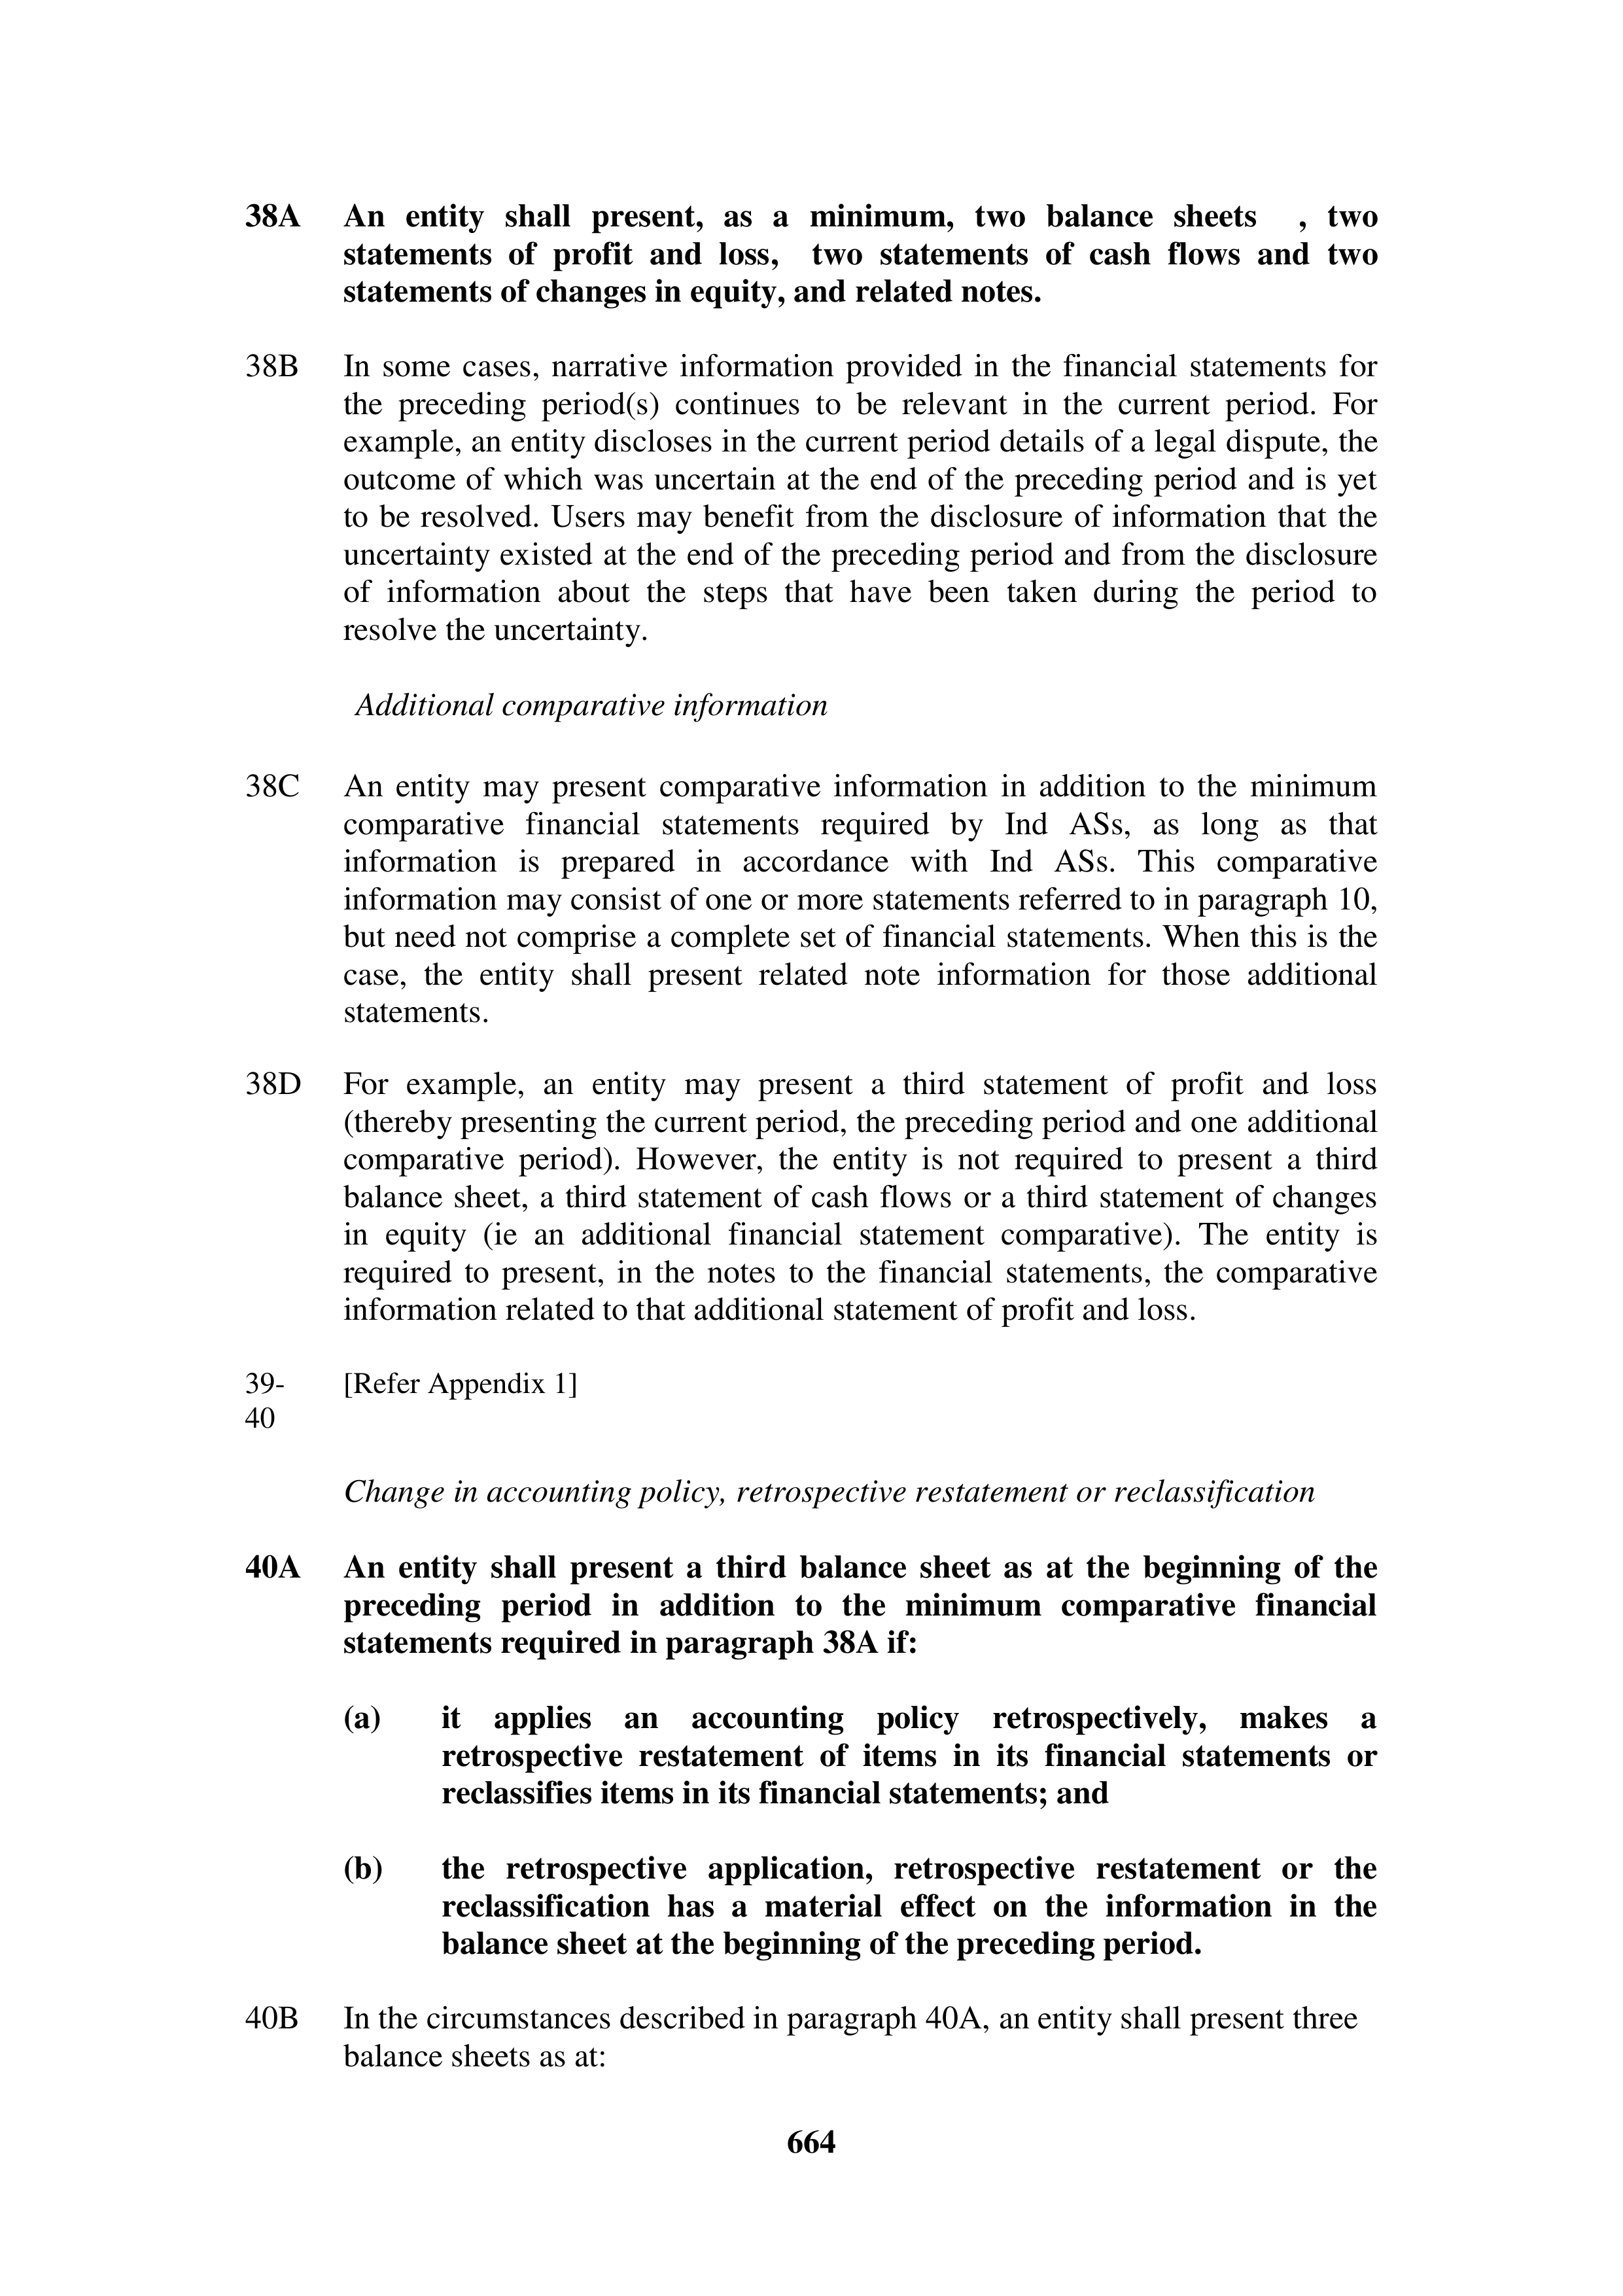 38A An entity shall present, as a minimum, two balance sheets , two
statements of profit and loss, two statements of cash flows and two
statements of changes in equity, and related notes.
38B In some cases, narrative information provided in the financial statements for
the preceding period(s) continues to be relevant in the current period. For
example, an entity discloses in the current period details of a legal dispute, the
outcome of which was uncertain at the end of the preceding period and is yet
to be resolved. Users may benefit from the disclosure of information that the
uncertainty existed at the end of the preceding period and from the disclosure
of information about the steps that have been taken during the period to
resolve the uncertainty.
Additional comparative information
38C An entity may present comparative information in addition to the minimum
comparative financial statements required by Ind ASs, as long as that
information is prepared in accordance with Ind ASs. This comparative
information may consist of one or more statements referred to in paragraph 10,
but need not comprise a complete set of financial statements. When this is the
case, the entity shall present related note information for those additional
statements.
38D For example, an entity may present a third statement of profit and loss
(thereby presenting the current period, the preceding period and one additional
comparative period). However, the entity is not required to present a third
balance sheet, a third statement of cash flows or a third statement of changes
in equity (ie an additional financial statement comparative). The entity is
required to present, in the notes to the financial statements, the comparative
information related to that additional statement of profit and loss.
39- [Refer Appendix 1]
40
Change in accounting policy, retrospective restatement or reclassification
40A An entity shall present a third balance sheet as at the beginning of the
preceding period in addition to the minimum comparative financial
statements required in paragraph 38A if:
(a) it applies an accounting policy retrospectively, makes a
retrospective restatement of items in its financial statements or
reclassifies items in its financial statements; and
(b) the retrospective application, retrospective restatement or the
reclassification has a material effect on the information in the
balance sheet at the beginning of the preceding period.
40B In the circumstances described in paragraph 40A, an entity shall present three
balance sheets as at:
664